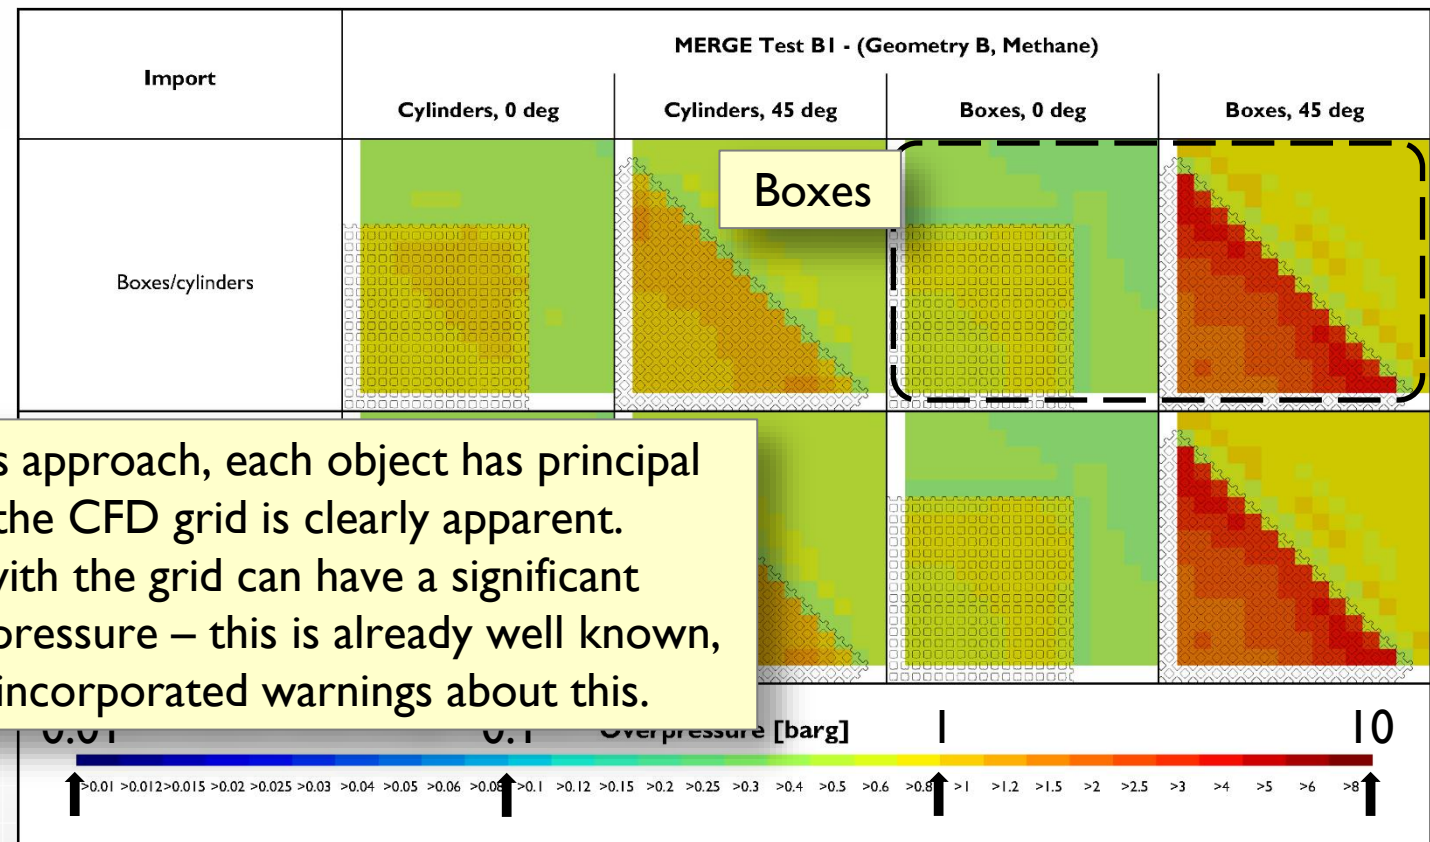 MERGE Test B1 - (Geometry B, Methane)
Import
Cylinders, 0 deg
Cylinders, 45 deg
Boxes, 0 deg
Boxes, 45 deg
Boxes
Boxes/cylinders
s approach, each object has principal
the CFD grid is clearly apparent.
with the grid can have a significant
pressure – this is already well known,
incorporated warnings about this.
0.01 0.1 Overpressure [barg] 1 10
>0.01 >0.012 >0.015 >0.02 >0.025 >0.03 >0.04 >0.05 >0.06 >0.08 >0.1 >0.12 >0.15 >0.2 >0.25 >0.3 >0.4 >0.5 >0.6 >0.8 >1 >1.2 >1.5 >2 >2.5 >3 >4 >5 >6 >8